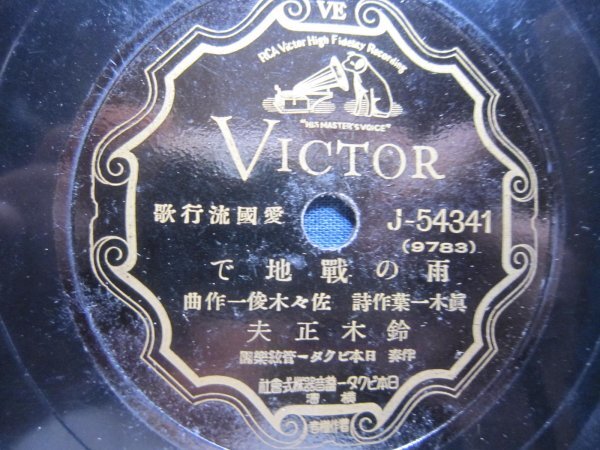 VE
RCA Victor High Fidelity Recording
"HIS MASTER'S VOICE"
VICTOR
愛國流行歌
J-54341
(9783)
雨の戰地で
眞木一葉作詩 佐々木俊一作曲
鈴木正夫
伴奏 日本ビクター管絃樂團
日本ビクター蓄音器株式會社
橫濱